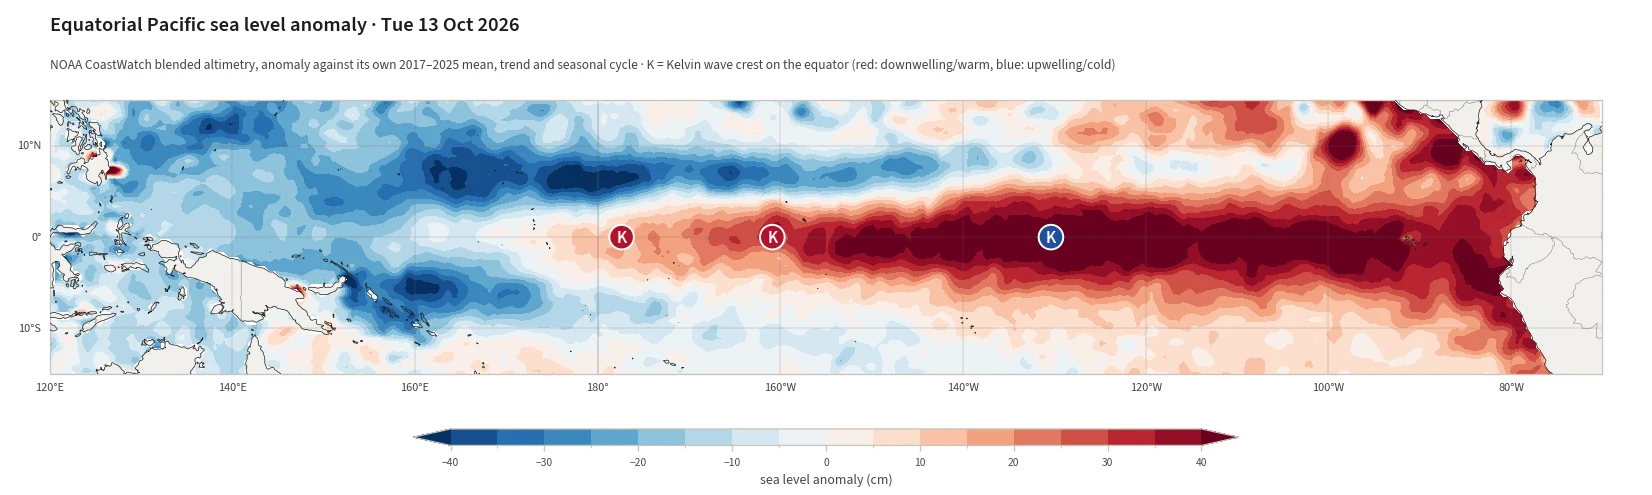 Equatorial Pacific sea level anomaly · Tue 13 Oct 2026
NOAA CoastWatch blended altimetry, anomaly against its own 2017–2025 mean, trend and seasonal cycle · K = Kelvin wave crest on the equator (red: downwelling/warm, blue: upwelling/cold)
10°N
0°
K K K
10°S
120°E 140°E 160°E 180° 160°W 140°W 120°W 100°W 80°W
−40 −30 −20 −10 0 10 20 30 40
sea level anomaly (cm)